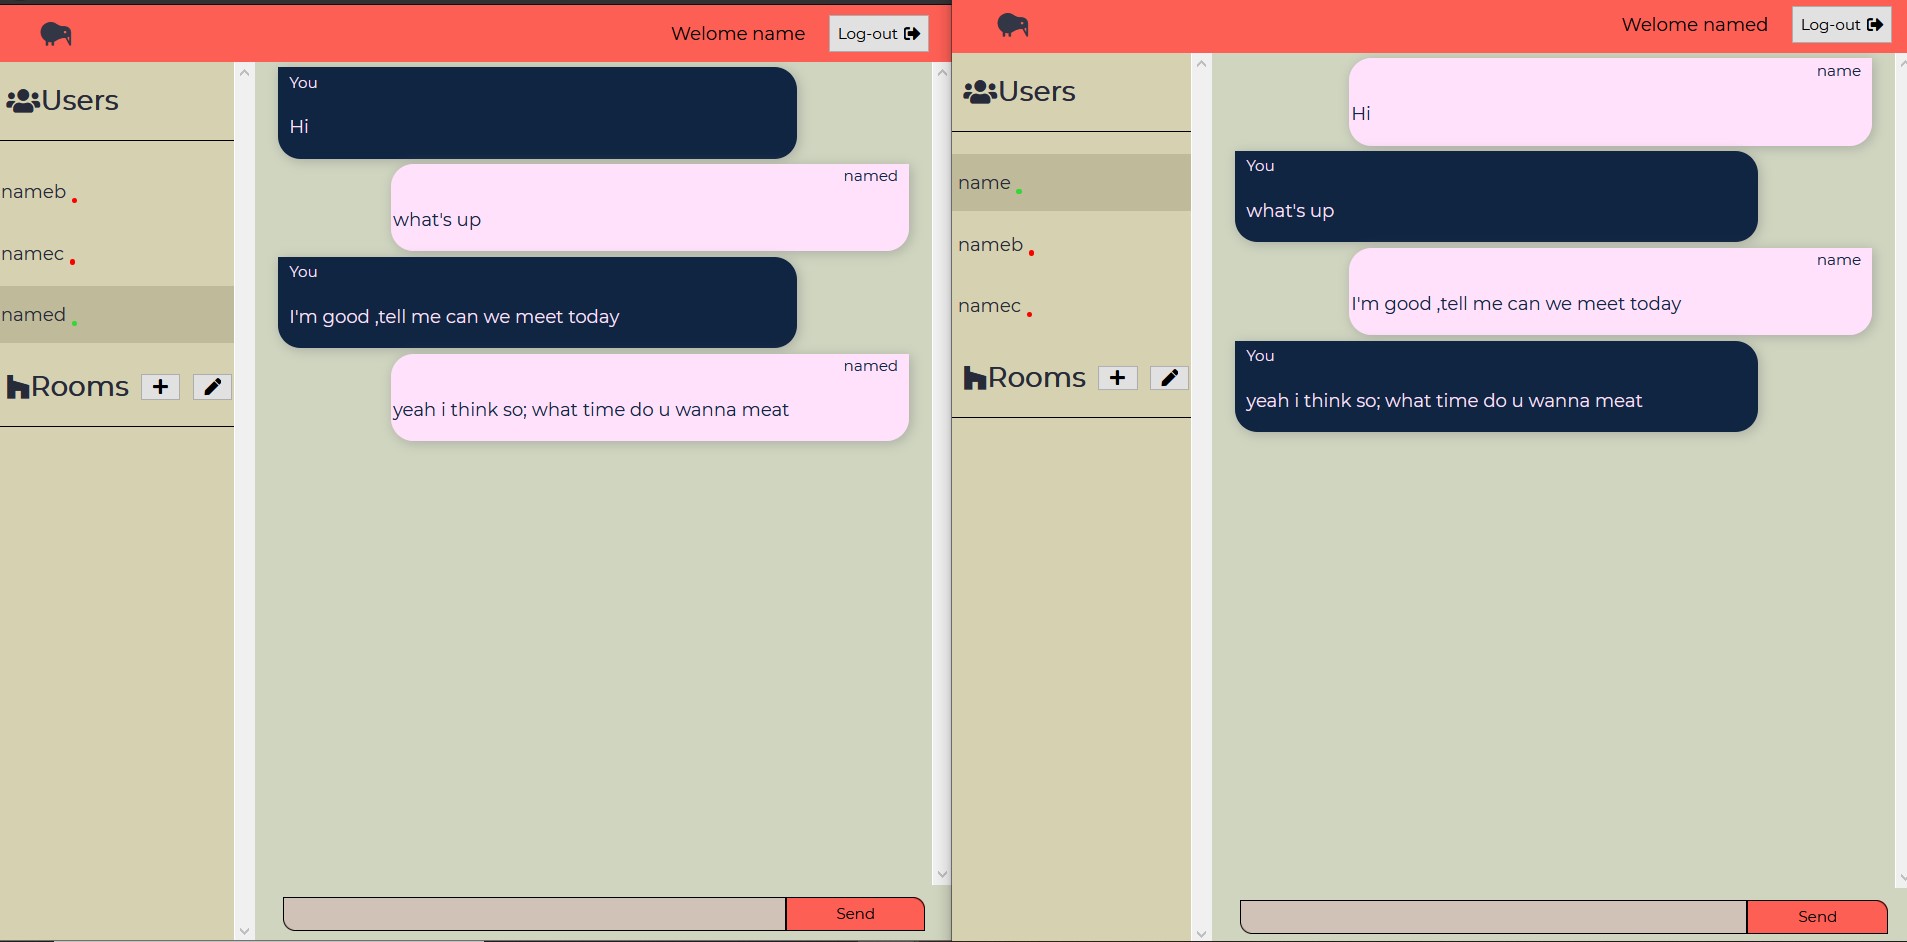 Welome name
Log-out
Users
nameb
namec
named
Rooms
You
Hi
named
what's up
You
I'm good ,tell me can we meet today
named
yeah i think so; what time do u wanna meat
Send
Welome named
Log-out
Users
name
nameb
namec
Rooms
name
Hi
You
what's up
name
I'm good ,tell me can we meet today
You
yeah i think so; what time do u wanna meat
Send